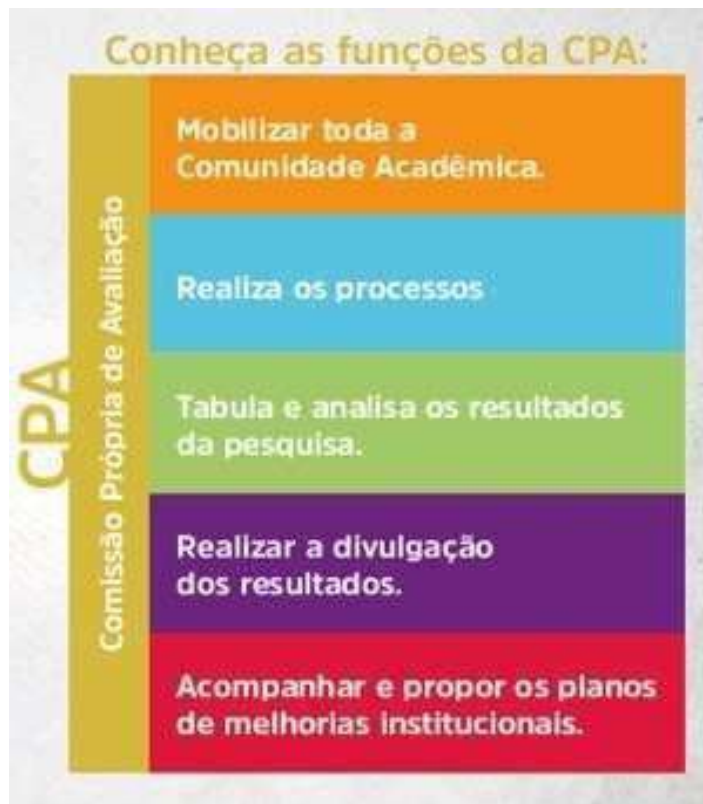 Conheça as funções da CPA:
CPA
Comissão Própria de Avaliação
Mobilizar toda a
Comunidade Acadêmica.
Realiza os processos
Tabula e analisa os resultados
da pesquisa.
Realizar a divulgação
dos resultados.
Acompanhar e propor os planos
de melhorias institucionais.